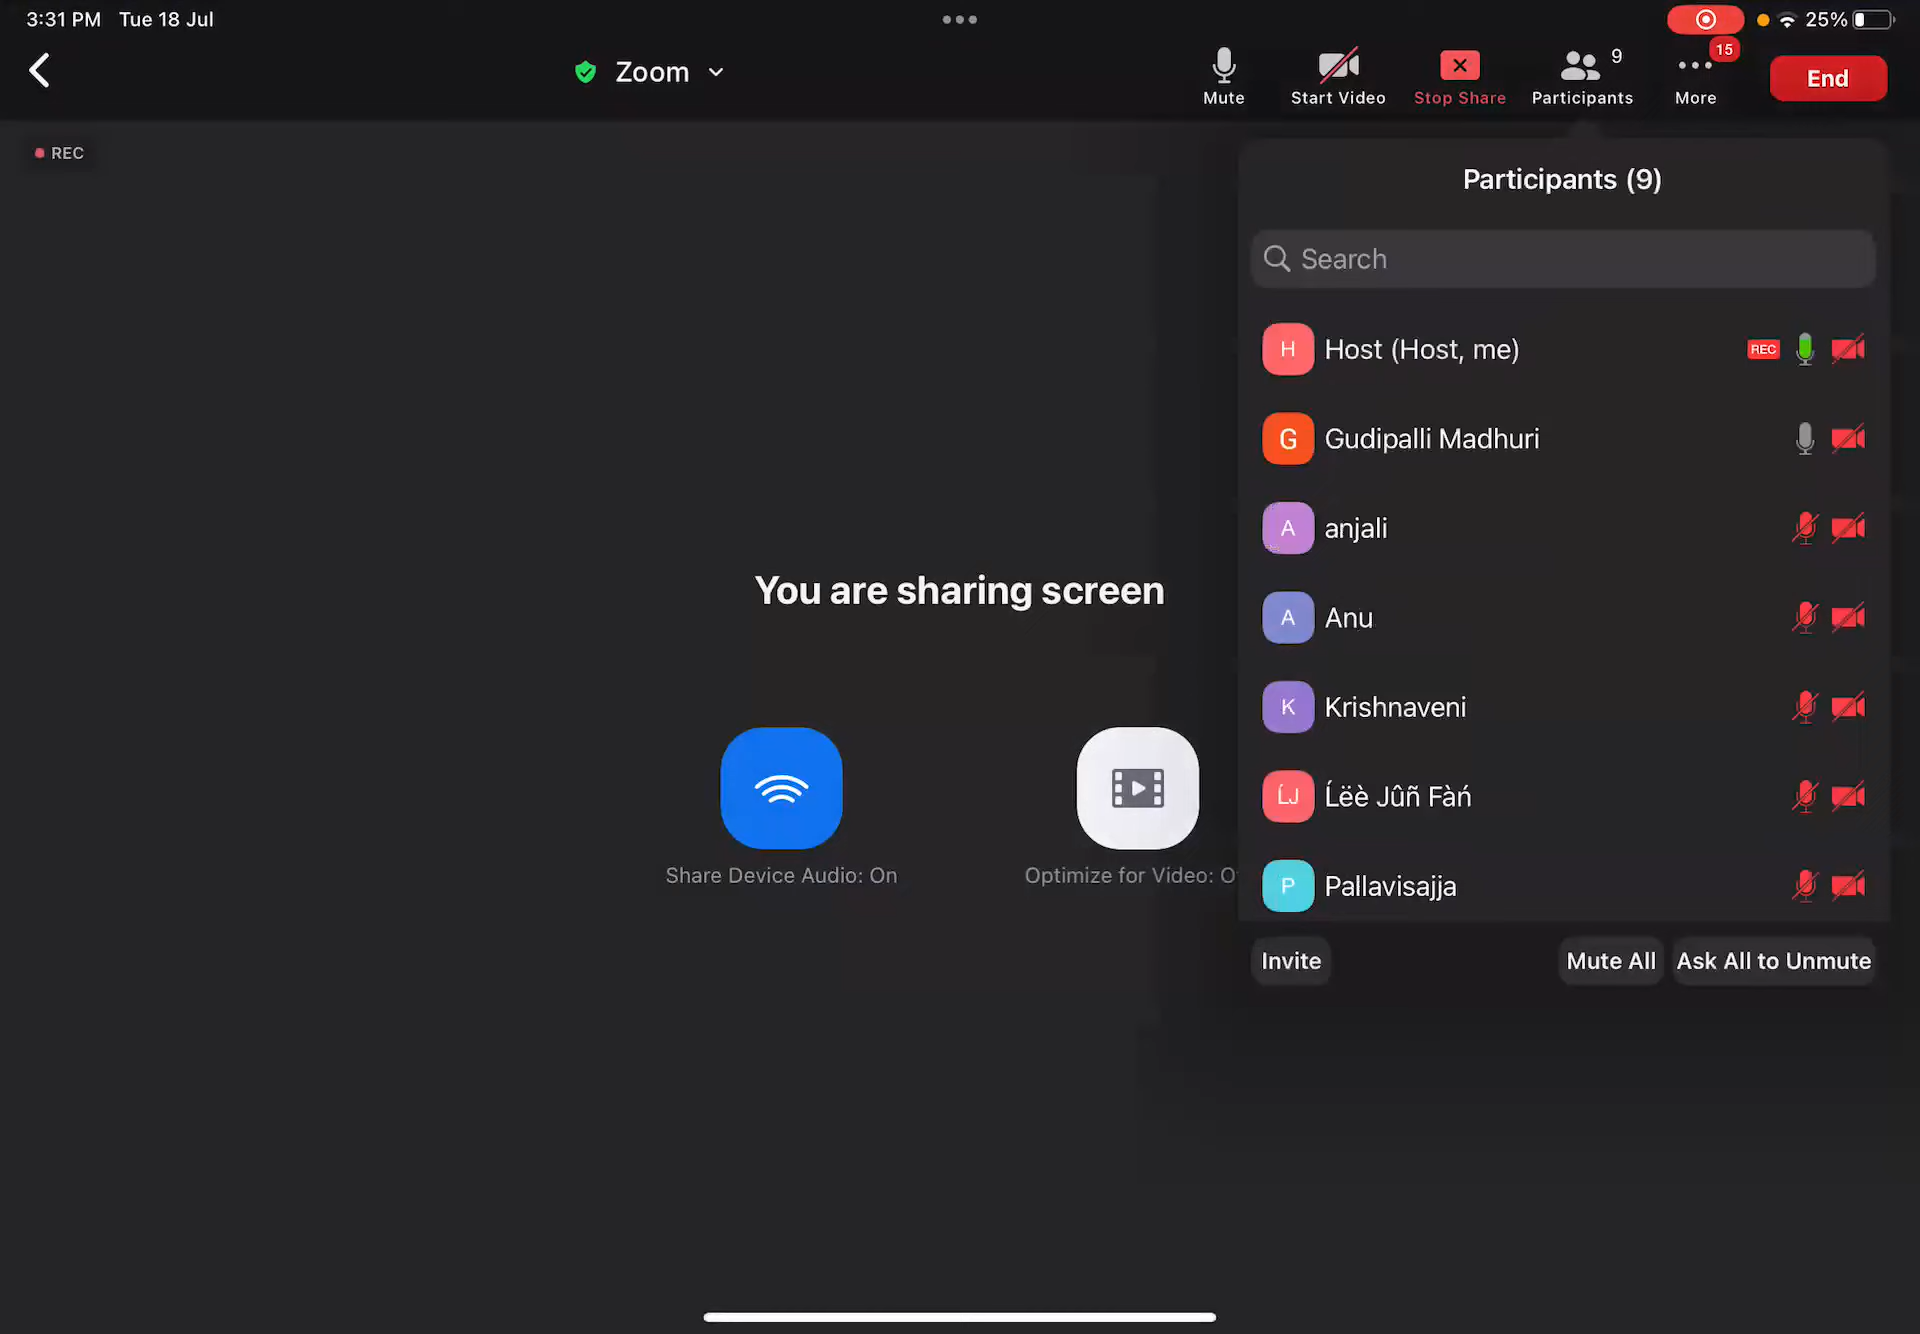 3:31 PM Tue 18 Jul
25%
Zoom
Mute
Start Video
Stop Share
9
Participants
15
More
End
REC
Participants (9)
Search
H Host (Host, me) REC
G Gudipalli Madhuri
A anjali
A Anu
K Krishnaveni
ĹJ Ĺëè Jûñ Fàń
P Pallavisajja
You are sharing screen
Share Device Audio: On
Optimize for Video:
Invite
Mute All
Ask All to Unmute